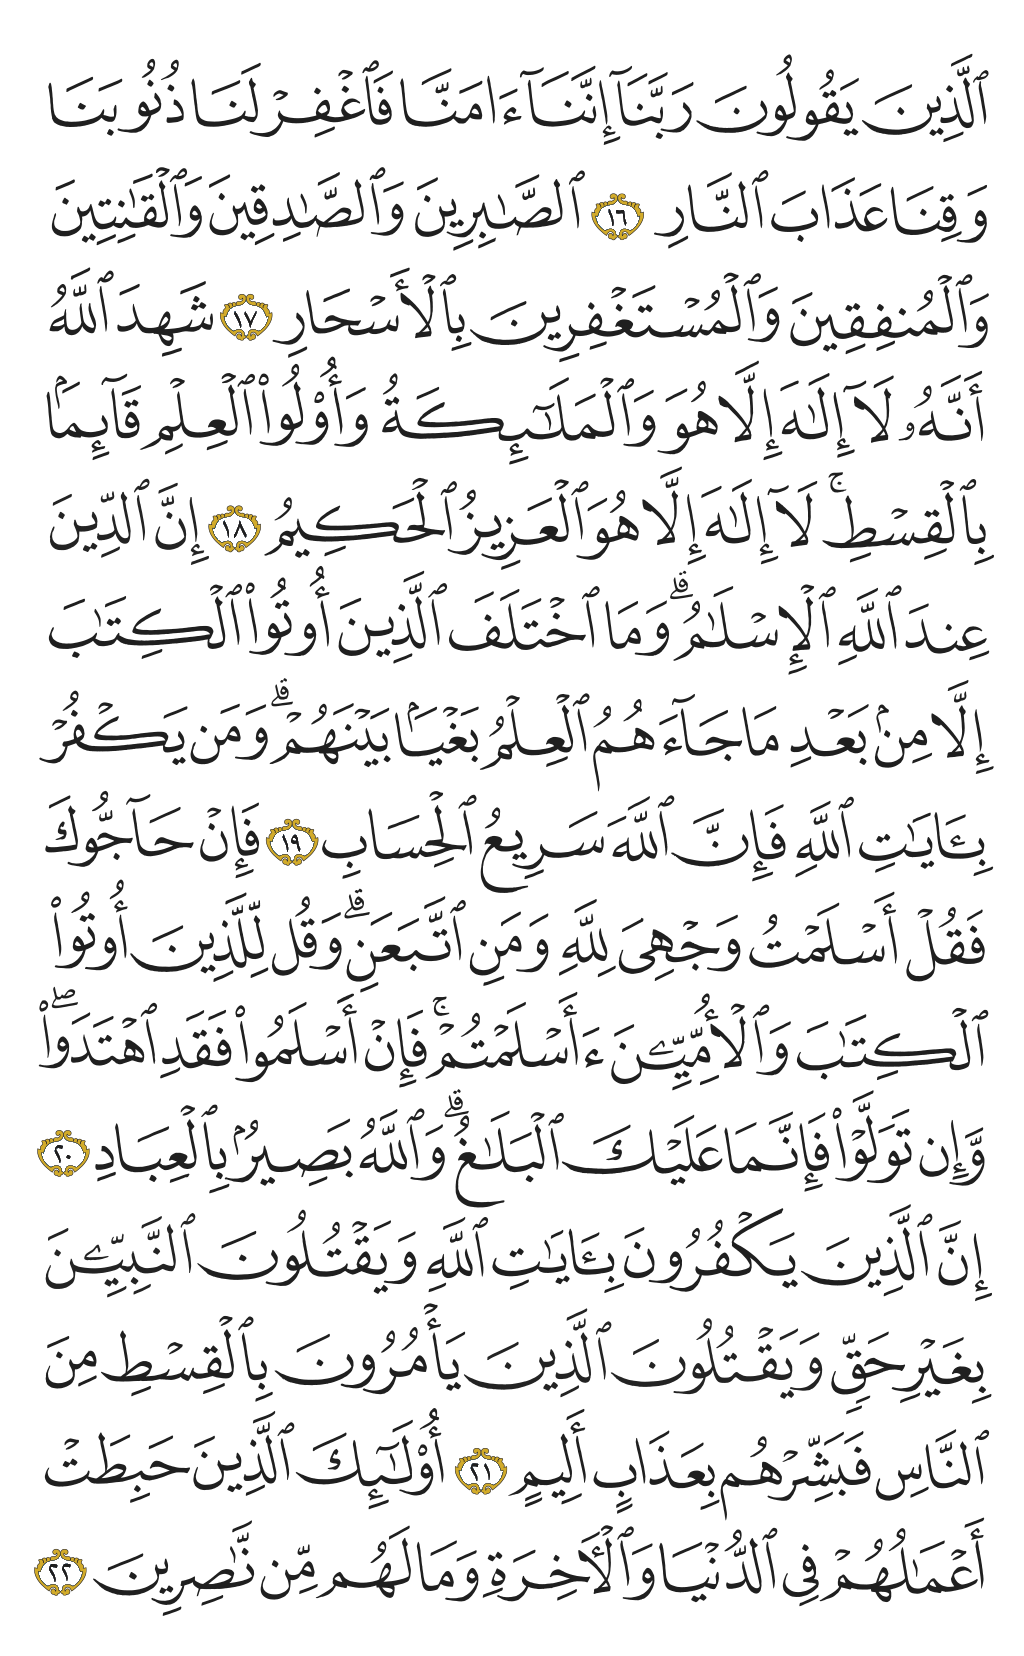 ٱلَّذِينَ يَقُولُونَ رَبَّنَآ إِنَّنَآ ءَامَنَّا فَٱغْفِرْ لَنَا ذُنُوبَنَا
وَقِنَا عَذَابَ ٱلنَّارِ ١٦ ٱلصَّـٰبِرِينَ وَٱلصَّـٰدِقِينَ وَٱلْقَـٰنِتِينَ
وَٱلْمُنفِقِينَ وَٱلْمُسْتَغْفِرِينَ بِٱلْأَسْحَارِ ١٧ شَهِدَ ٱللَّهُ
أَنَّهُۥ لَآ إِلَـٰهَ إِلَّا هُوَ وَٱلْمَلَـٰٓئِكَةُ وَأُو۟لُوا۟ ٱلْعِلْمِ قَآئِمًۢا
بِٱلْقِسْطِ ۚ لَآ إِلَـٰهَ إِلَّا هُوَ ٱلْعَزِيزُ ٱلْحَكِيمُ ١٨ إِنَّ ٱلدِّينَ
عِندَ ٱللَّهِ ٱلْإِسْلَـٰمُ ۗ وَمَا ٱخْتَلَفَ ٱلَّذِينَ أُوتُوا۟ ٱلْكِتَـٰبَ
إِلَّا مِنۢ بَعْدِ مَا جَآءَهُمُ ٱلْعِلْمُ بَغْيًۢا بَيْنَهُمْ ۗ وَمَن يَكْفُرْ
بِـَٔايَـٰتِ ٱللَّهِ فَإِنَّ ٱللَّهَ سَرِيعُ ٱلْحِسَابِ ١٩ فَإِنْ حَآجُّوكَ
فَقُلْ أَسْلَمْتُ وَجْهِىَ لِلَّهِ وَمَنِ ٱتَّبَعَنِ ۗ وَقُل لِّلَّذِينَ أُوتُوا۟
ٱلْكِتَـٰبَ وَٱلْأُمِّيِّـۧنَ ءَأَسْلَمْتُمْ ۚ فَإِنْ أَسْلَمُوا۟ فَقَدِ ٱهْتَدَوا۟ ۖ
وَّإِن تَوَلَّوْا۟ فَإِنَّمَا عَلَيْكَ ٱلْبَلَـٰغُ ۗ وَٱللَّهُ بَصِيرٌۢ بِٱلْعِبَادِ ٢٠
إِنَّ ٱلَّذِينَ يَكْفُرُونَ بِـَٔايَـٰتِ ٱللَّهِ وَيَقْتُلُونَ ٱلنَّبِيِّـۧنَ
بِغَيْرِ حَقٍّ وَيَقْتُلُونَ ٱلَّذِينَ يَأْمُرُونَ بِٱلْقِسْطِ مِنَ
ٱلنَّاسِ فَبَشِّرْهُم بِعَذَابٍ أَلِيمٍ ٢١ أُو۟لَـٰٓئِكَ ٱلَّذِينَ حَبِطَتْ
أَعْمَـٰلُهُمْ فِى ٱلدُّنْيَا وَٱلْـَٔاخِرَةِ وَمَا لَهُم مِّن نَّـٰصِرِينَ ٢٢